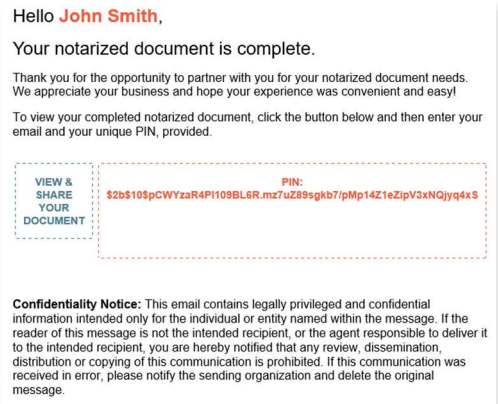 Hello John Smith,
Your notarized document is complete.
Thank you for the opportunity to partner with you for your notarized document needs.
We appreciate your business and hope your experience was convenient and easy!
To view your completed notarized document, click the button below and then enter your
email and your unique PIN, provided.
VIEW &
SHARE
YOUR
DOCUMENT
PIN:
$2b$10$pCWYzaR4PI109BL6R.mz7uZ89sgkb7/pMp14Z1eZipV3xNQjyq4xS
Confidentiality Notice: This email contains legally privileged and confidential
information intended only for the individual or entity named within the message. If the
reader of this message is not the intended recipient, or the agent responsible to deliver it
to the intended recipient, you are hereby notified that any review, dissemination,
distribution or copying of this communication is prohibited. If this communication was
received in error, please notify the sending organization and delete the original
message.